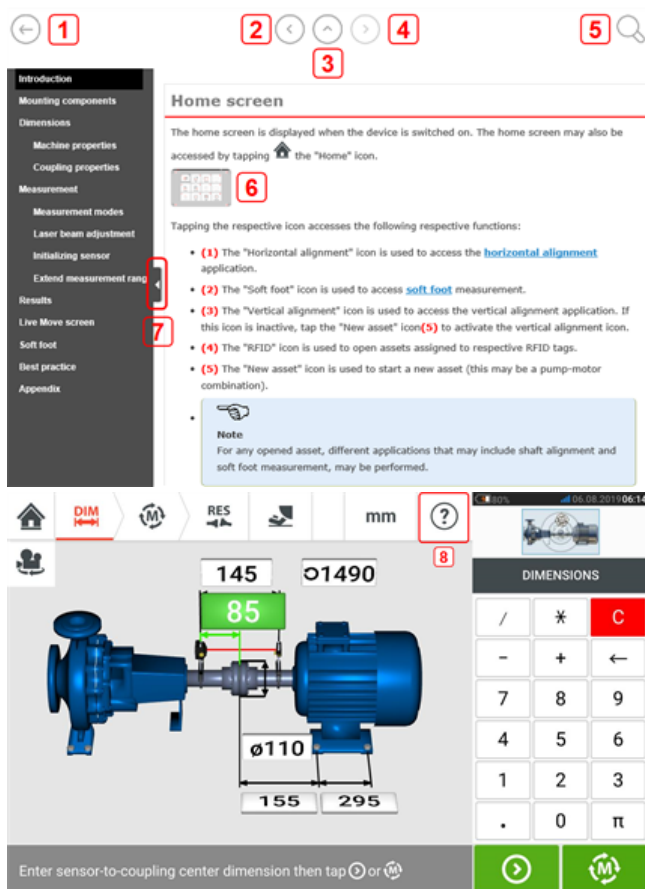 1
2
4
5
3
Introduction
Mounting components
Dimensions
Machine properties
Coupling properties
Measurement
Measurement modes
Laser beam adjustment
Initializing sensor
Extend measurement rang
Results
Live Move screen
Soft foot
Best practice
Appendix
7
Home screen
The home screen is displayed when the device is switched on. The home screen may also be
accessed by tapping the "Home" icon.
6
Tapping the respective icon accesses the following respective functions:
• (1) The "Horizontal alignment" icon is used to access the horizontal alignment
application.
• (2) The "Soft foot" icon is used to access soft foot measurement.
• (3) The "Vertical alignment" icon is used to access the vertical alignment application. If
this icon is inactive, tap the "New asset" icon(5) to activate the vertical alignment icon.
• (4) The "RFID" icon is used to open assets assigned to respective RFID tags.
• (5) The "New asset" icon is used to start a new asset (this may be a pump-motor
combination).
•
Note
For any opened asset, different applications that may include shaft alignment and
soft foot measurement, may be performed.
DIM
M
RES
mm
?
8
80%
06.08.2019 06:14
145
1490
85
ø110
155
295
DIMENSIONS
/ * C
- + ←
7 8 9
4 5 6
1 2 3
. 0 π
Enter sensor-to-coupling center dimension then tap or M
M